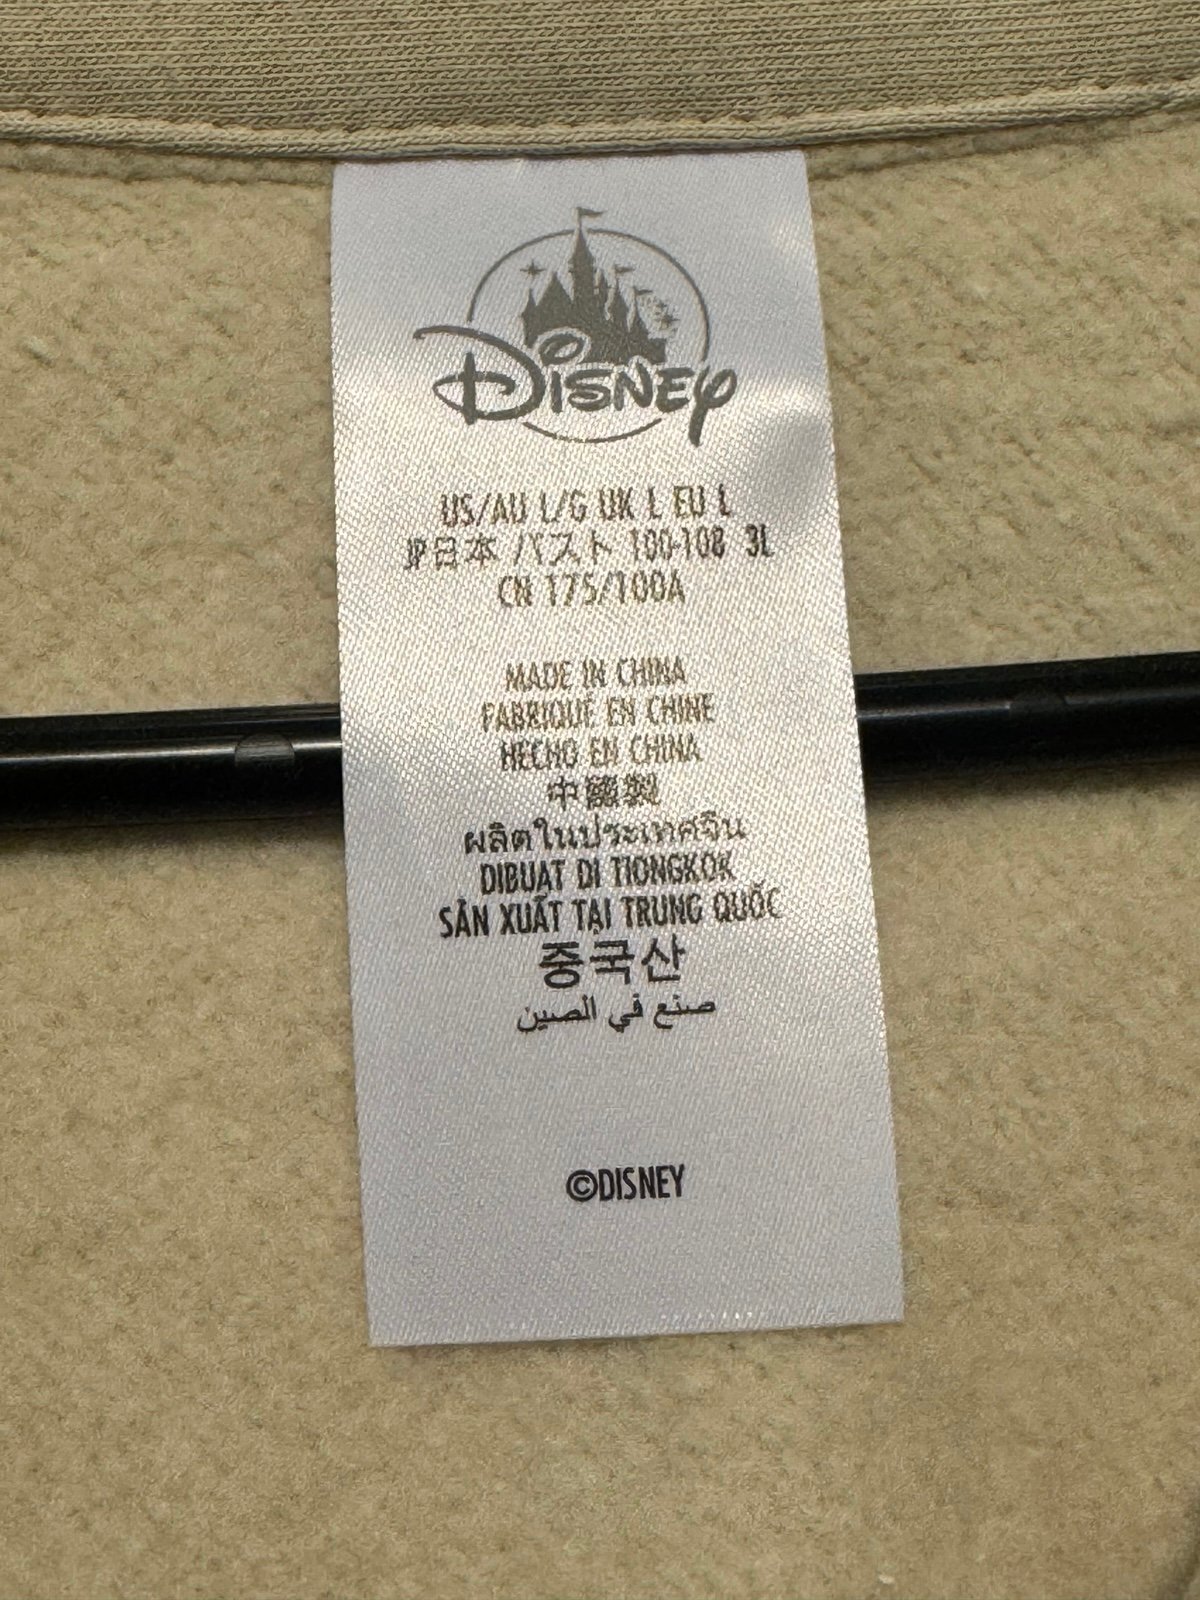 DISNEY
US/AU L/G UK L EU L
JP日本 バスト 100-108 3L
CN 175/100A
MADE IN CHINA
FABRIQUÉ EN CHINE
HECHO EN CHINA
中國製
ผลิตในประเทศจีน
DIBUAT DI TIONGKOK
SẢN XUẤT TẠI TRUNG QUỐC
중국산
صنع في الصين
©DISNEY